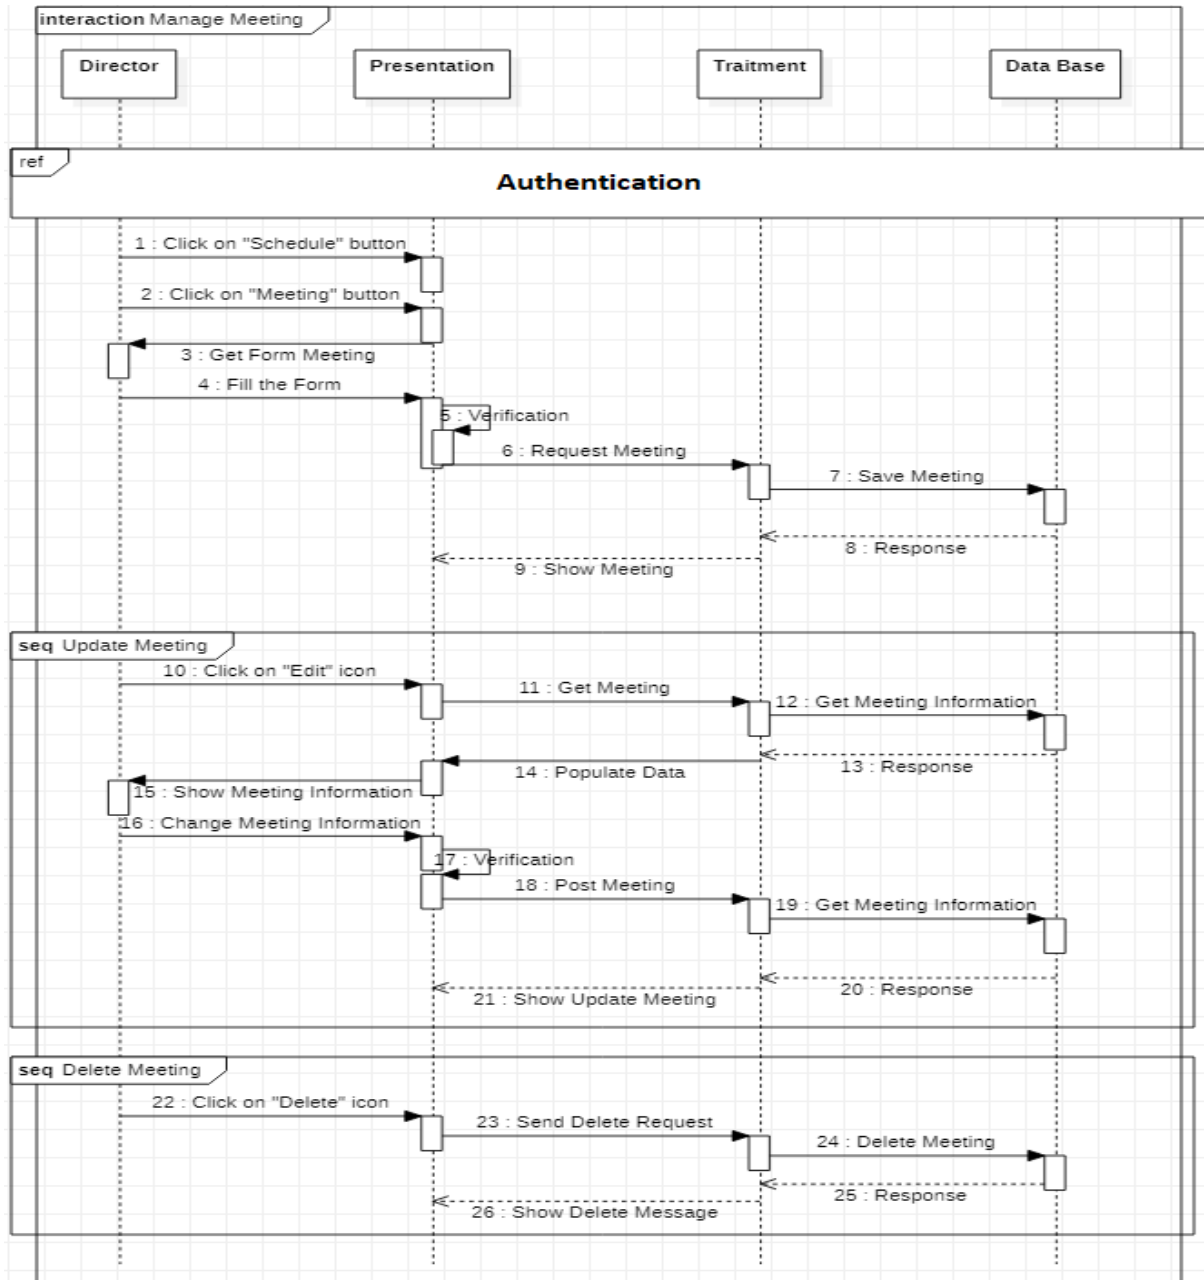 interaction Manage Meeting
Director
Presentation
Traitment
Data Base
ref
Authentication
1 : Click on "Schedule" button
2 : Click on "Meeting" button
3 : Get Form Meeting
4 : Fill the Form
5 : Verification
6 : Request Meeting
7 : Save Meeting
8 : Response
9 : Show Meeting
seq Update Meeting
10 : Click on "Edit" icon
11 : Get Meeting
12 : Get Meeting Information
13 : Response
14 : Populate Data
15 : Show Meeting Information
16 : Change Meeting Information
17 : Verification
18 : Post Meeting
19 : Get Meeting Information
20 : Response
21 : Show Update Meeting
seq Delete Meeting
22 : Click on "Delete" icon
23 : Send Delete Request
24 : Delete Meeting
25 : Response
26 : Show Delete Message